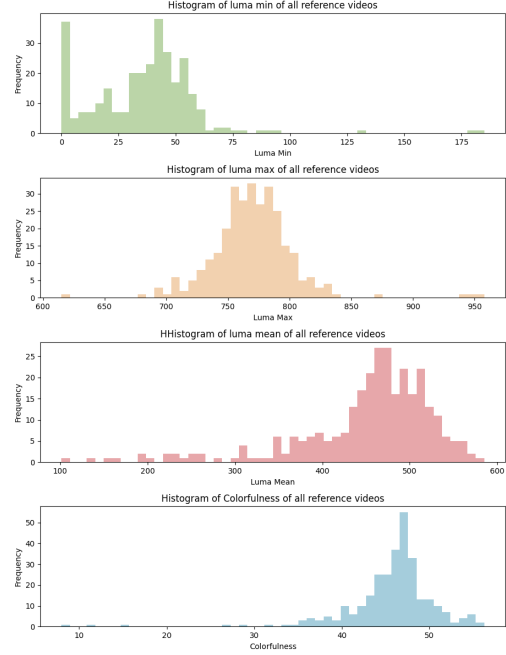 Histogram of luma min of all reference videos
30
20
10
0
Frequency
0 25 50 75 100 125 150 175
Luma Min
Histogram of luma max of all reference videos
30
25
20
15
10
5
0
Frequency
600 650 700 750 800 850 900 950
Luma Max
HHistogram of luma mean of all reference videos
25
20
15
10
5
0
Frequency
100 200 300 400 500 600
Luma Mean
Histogram of Colorfulness of all reference videos
50
40
30
20
10
0
Frequency
10 20 30 40 50
Colorfulness